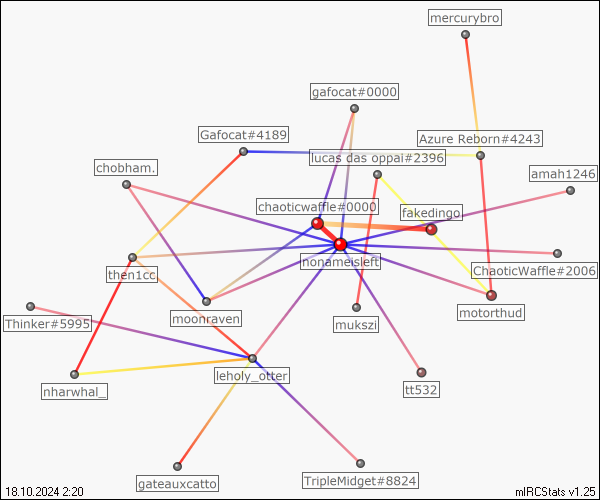 mercurybro
gafocat#0000
Gafocat#4189
Azure Reborn#4243
lucas das oppai#2396
chobham.
amah1246
chaoticwaffle#0000
fakedingo
nonameisleft
then1cc
ChaoticWaffle#2006
moonraven
motorthud
Thinker#5995
mukszi
leholy_otter
nharwhal_
tt532
gateauxcatto
TripleMidget#8824
18.10.2024 2:20
mIRCStats v1.25